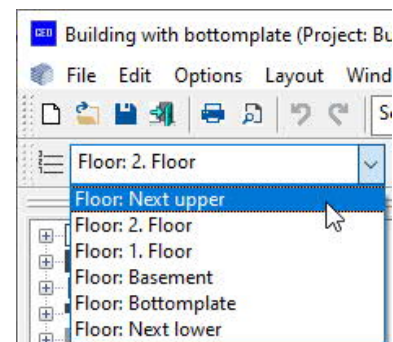 CED Building with bottomplate (Project: Bu
File Edit Options Layout Wind
Floor: 2. Floor
Floor: Next upper
Floor: 2. Floor
Floor: 1. Floor
Floor: Basement
Floor: Bottomplate
Floor: Next lower